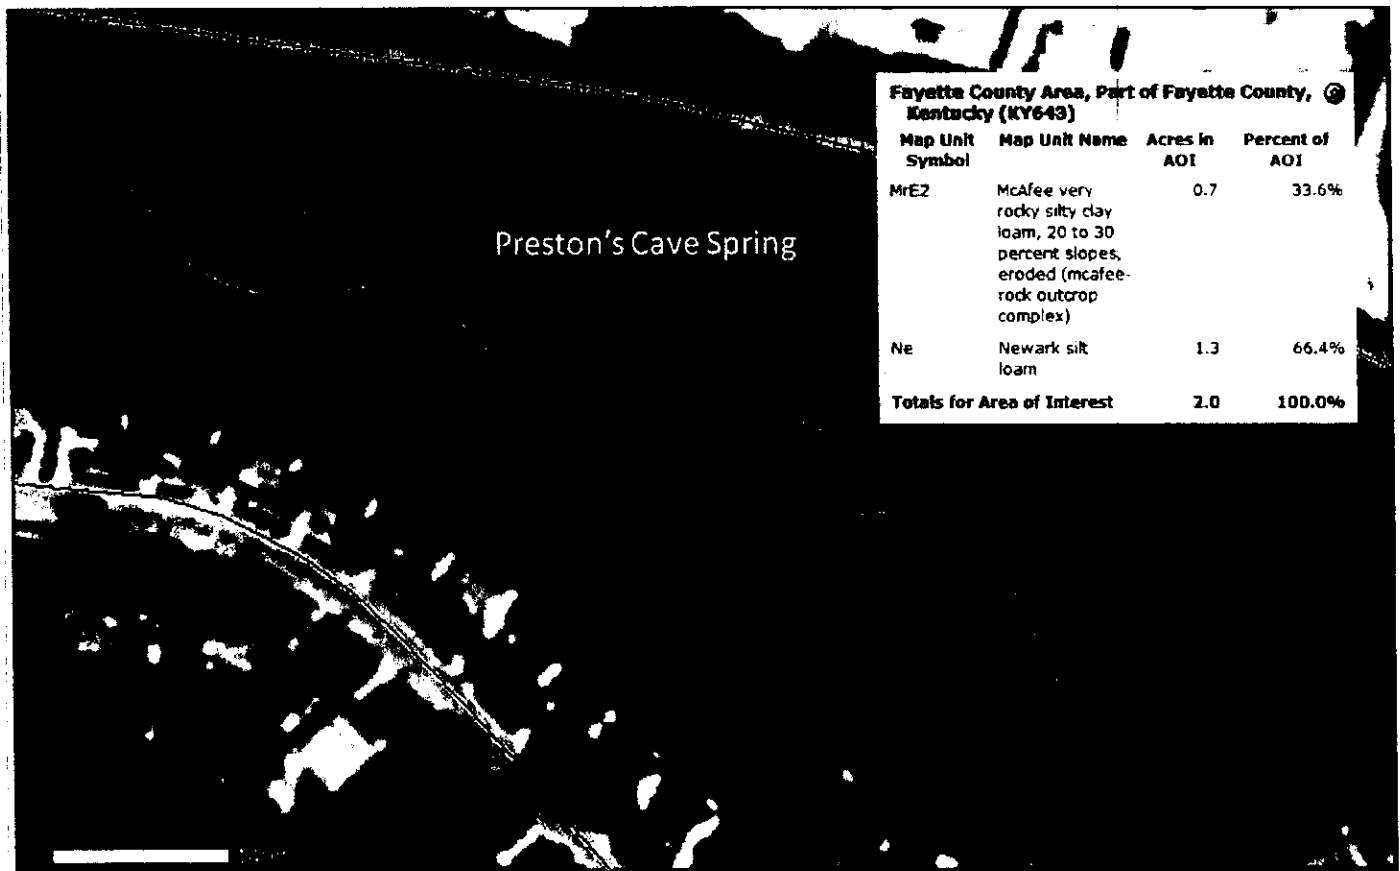 Preston's Cave Spring
Fayette County Area, Part of Fayette County,
Kentucky (KY643)
Map Unit Symbol Map Unit Name Acres in AOI Percent of AOI
MrE2 McAfee very 0.7 33.6%
rocky silty clay
loam, 20 to 30
percent slopes,
eroded (mcafee-
rock outcrop
complex)
Ne Newark silt 1.3 66.4%
loam
Totals for Area of Interest 2.0 100.0%